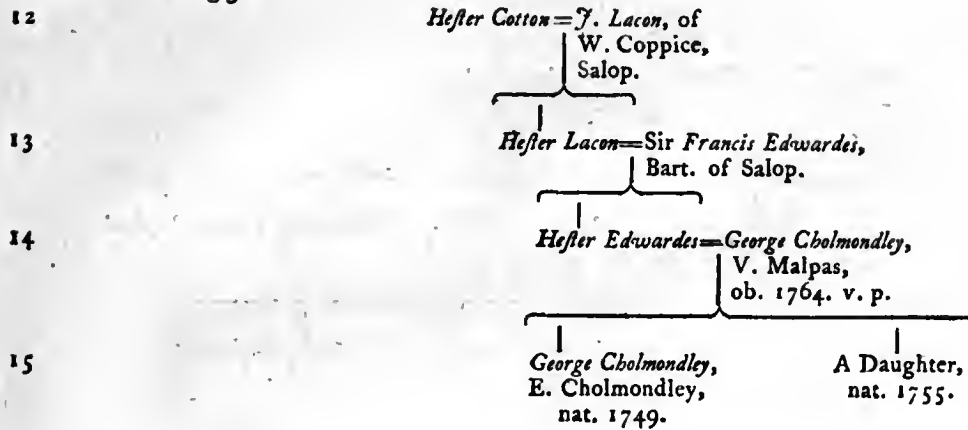 12 Heſter Cotton=J. Lacon, of
W. Coppice,
Salop.
13 Heſter Lacon=Sir Francis Edwardes,
Bart. of Salop.
14 Heſter Edwardes=George Cholmondley,
V. Malpas,
ob. 1764. v. p.
15 George Cholmondley, A Daughter,
E. Cholmondley, nat. 1755.
nat. 1749.